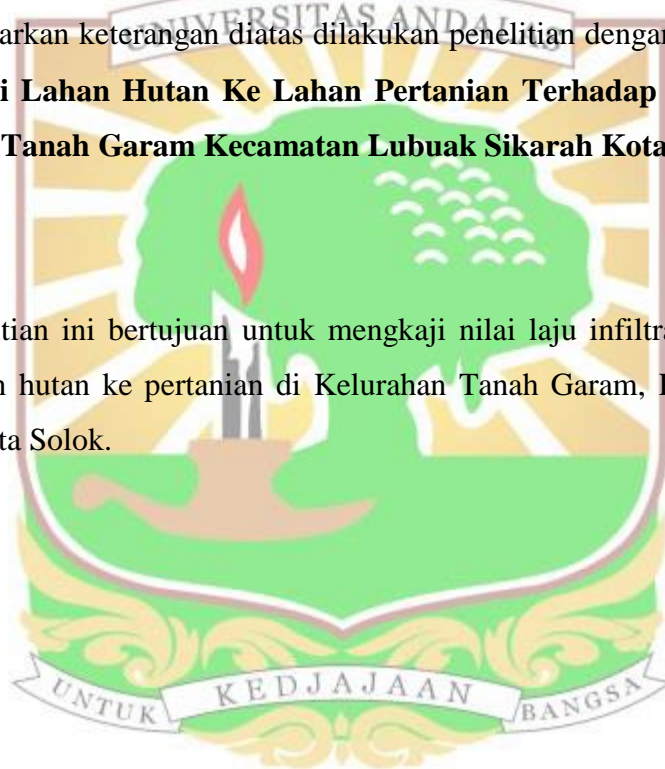 UNIVERSITAS ANDALAS
arkan keterangan diatas dilakukan penelitian dengan
i Lahan Hutan Ke Lahan Pertanian Terhadap
Tanah Garam Kecamatan Lubuak Sikarah Kota
tian ini bertujuan untuk mengkaji nilai laju infiltra
n hutan ke pertanian di Kelurahan Tanah Garam,
ta Solok.
UNTUK KEDJAJAAN BANGSA